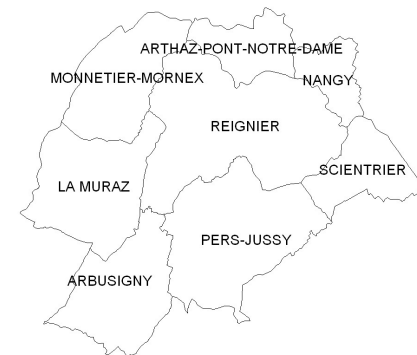 ARTHAZ-PONT-NOTRE-DAME
MONNETIER-MORNEX
NANGY
REIGNIER
SCIENTRIER
LA MURAZ
PERS-JUSSY
ARBUSIGNY